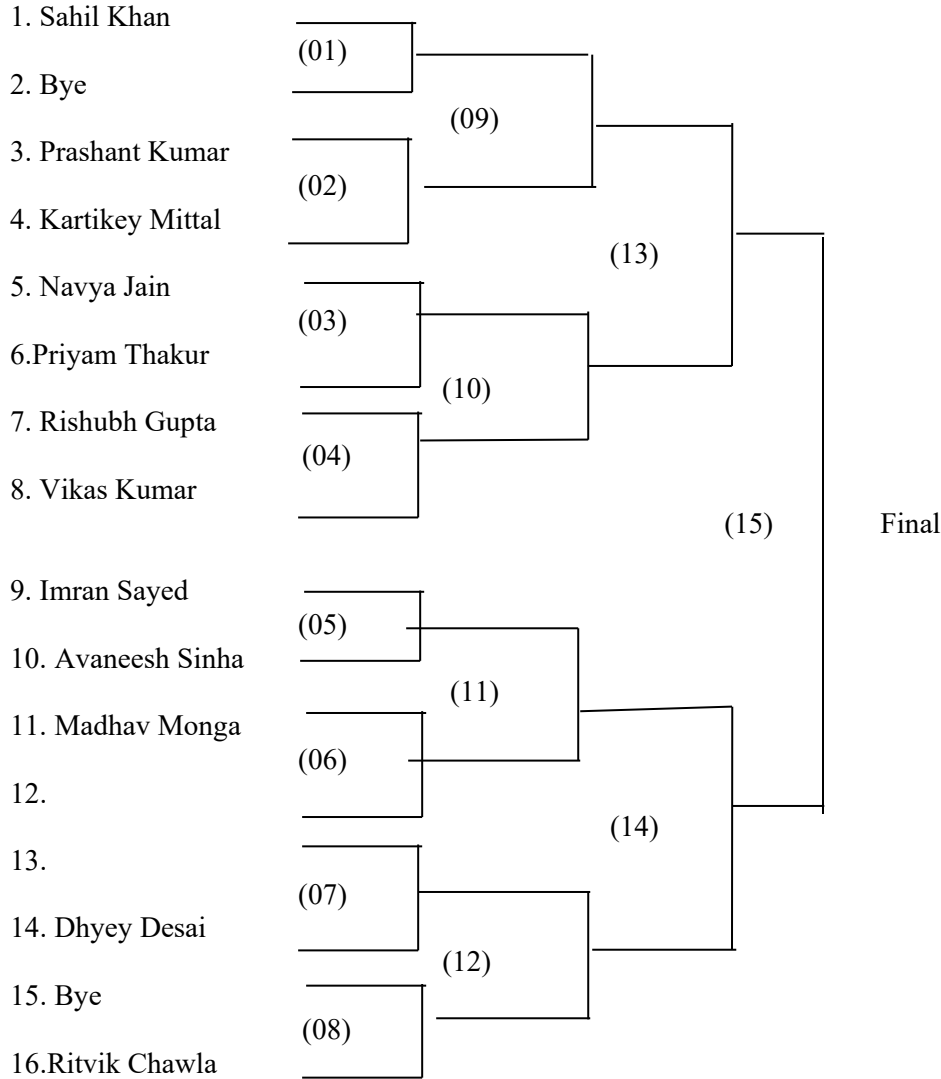 1. Sahil Khan
(01)
2. Bye
(09)
3. Prashant Kumar
(02)
4. Kartikey Mittal
(13)
5. Navya Jain
(03)
6.Priyam Thakur
(10)
7. Rishubh Gupta
(04)
8. Vikas Kumar
(15)
Final
9. Imran Sayed
(05)
10. Avaneesh Sinha
(11)
11. Madhav Monga
(06)
12.
(14)
13.
(07)
14. Dhyey Desai
(12)
15. Bye
(08)
16.Ritvik Chawla